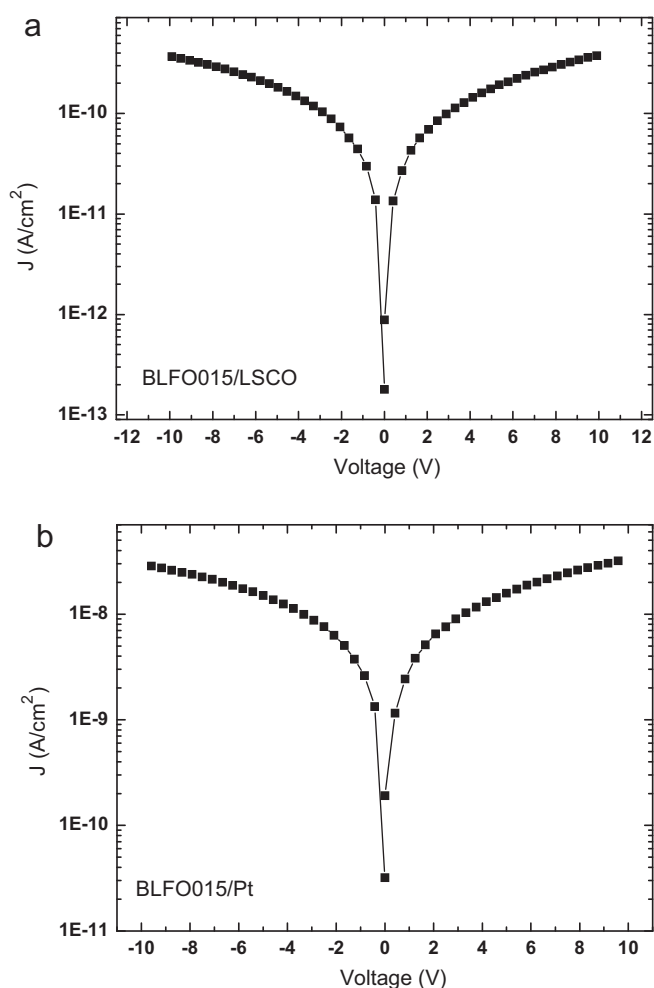 a
1E-10
1E-11
1E-12
1E-13
J (A/cm²)
BLFO015/LSCO
-12 -10 -8 -6 -4 -2 0 2 4 6 8 10 12
Voltage (V)
b
1E-8
1E-9
1E-10
1E-11
J (A/cm²)
BLFO015/Pt
-10 -8 -6 -4 -2 0 2 4 6 8 10
Voltage (V)